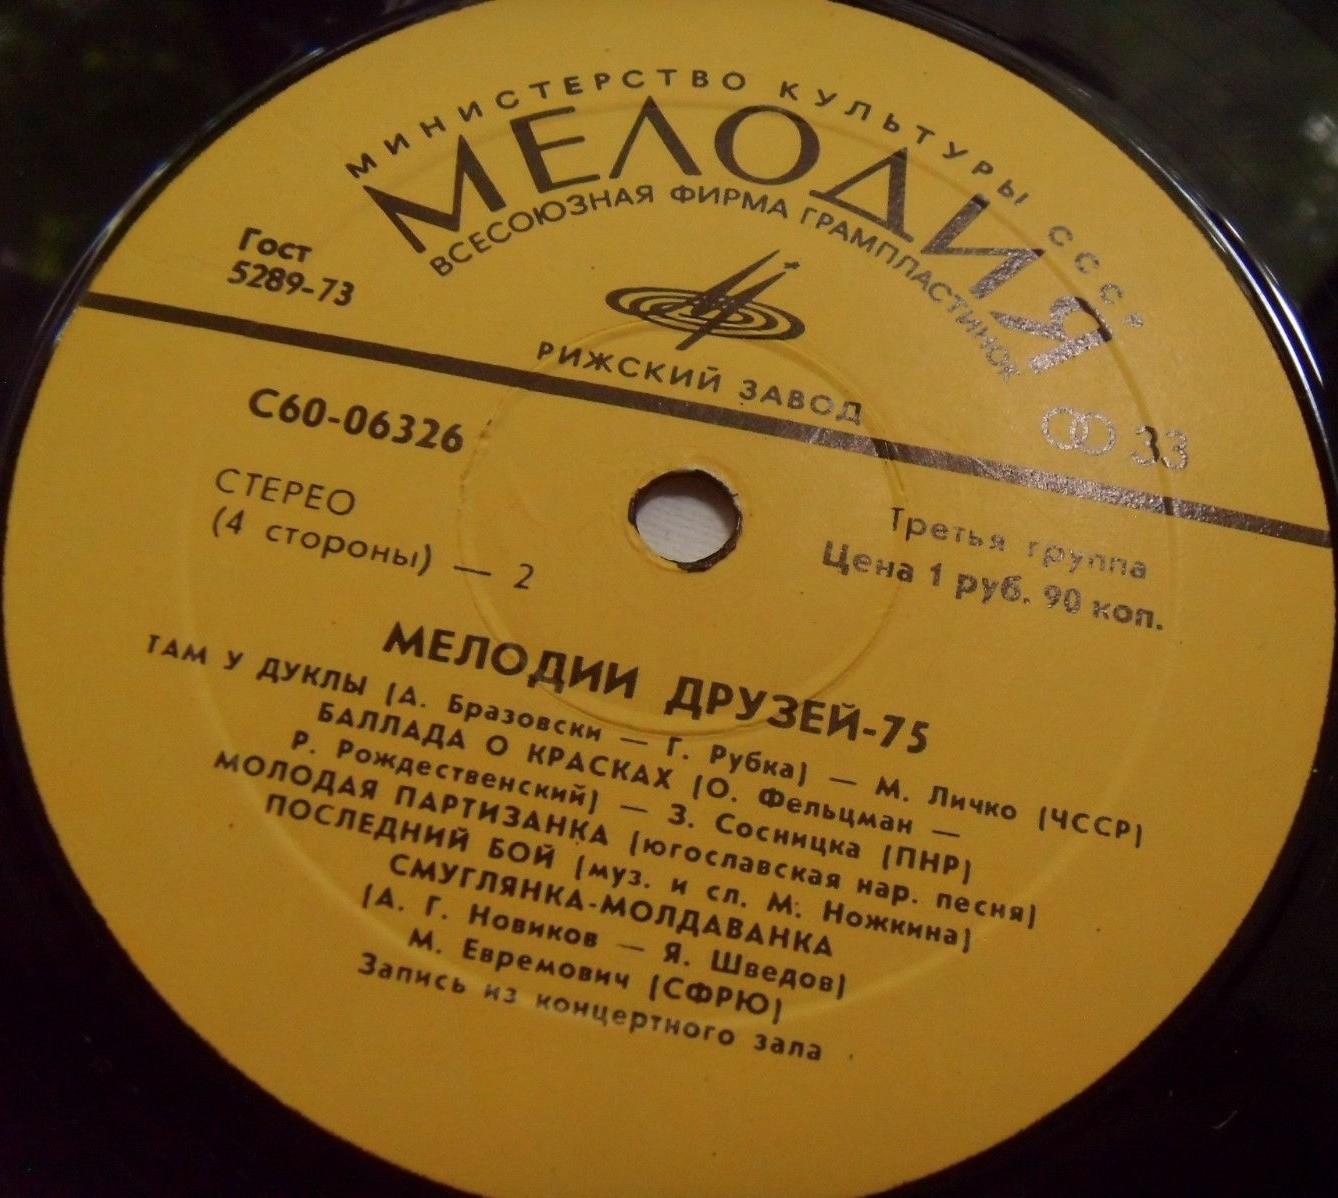 МИНИСТЕРСТВО КУЛЬТУРЫ СССР
МЕЛОДИЯ
ВСЕСОЮЗНАЯ ФИРМА ГРАМПЛАСТИНОК
Гост
5289-73
РИЖСКИЙ ЗАВОД
33
С60-06326
СТЕРЕО
(4 стороны) — 2
Третья группа
Цена 1 руб. 90 коп.
МЕЛОДИИ ДРУЗЕЙ-75
ТАМ У ДУКЛЫ (А. Бразовски — Г. Рубка) — М. Личко (ЧССР)
БАЛЛАДА О КРАСКАХ (О. Фельцман —
Р. Рождественский) — З. Сосницка (ПНР)
МОЛОДАЯ ПАРТИЗАНКА (югославская нар. песня)
ПОСЛЕДНИЙ БОЙ (муз. и сл. М. Ножкина)
СМУГЛЯНКА-МОЛДАВАНКА
(А. Г. Новиков — Я. Шведов)
М. Евремович (СФРЮ)
Запись из концертного зала